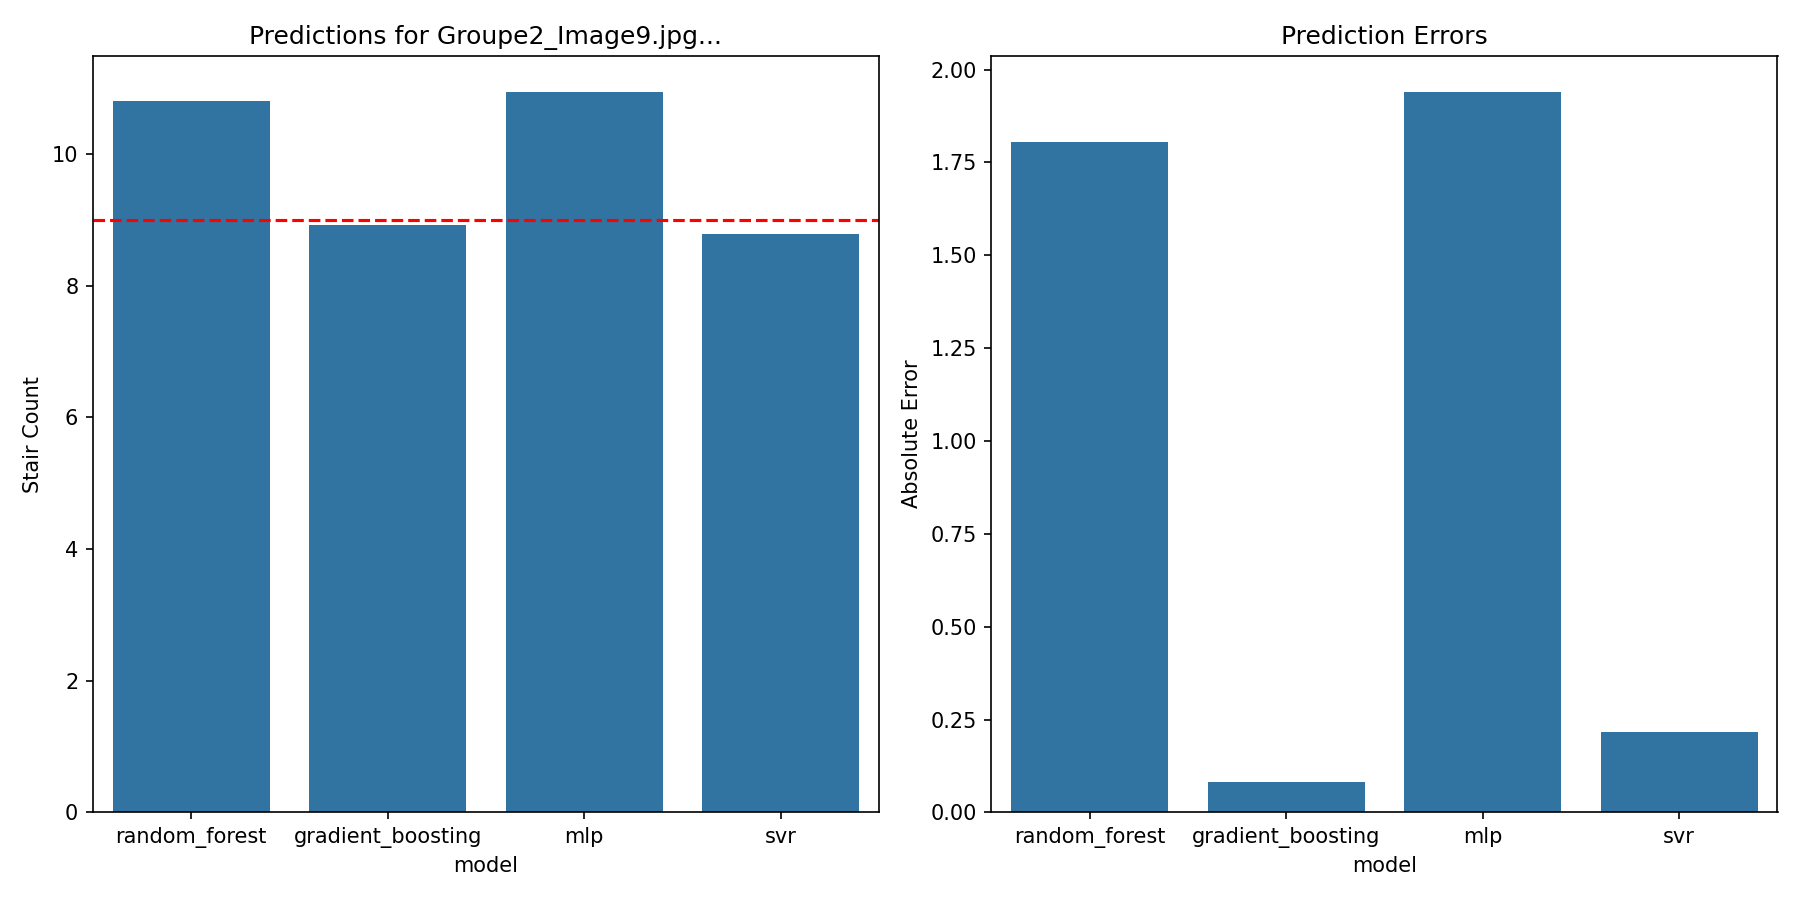 Predictions for Groupe2_Image9.jpg...
Stair Count
10
8
6
4
2
0
random_forest gradient_boosting mlp svr
model
Prediction Errors
Absolute Error
2.00
1.75
1.50
1.25
1.00
0.75
0.50
0.25
0.00
random_forest gradient_boosting mlp svr
model